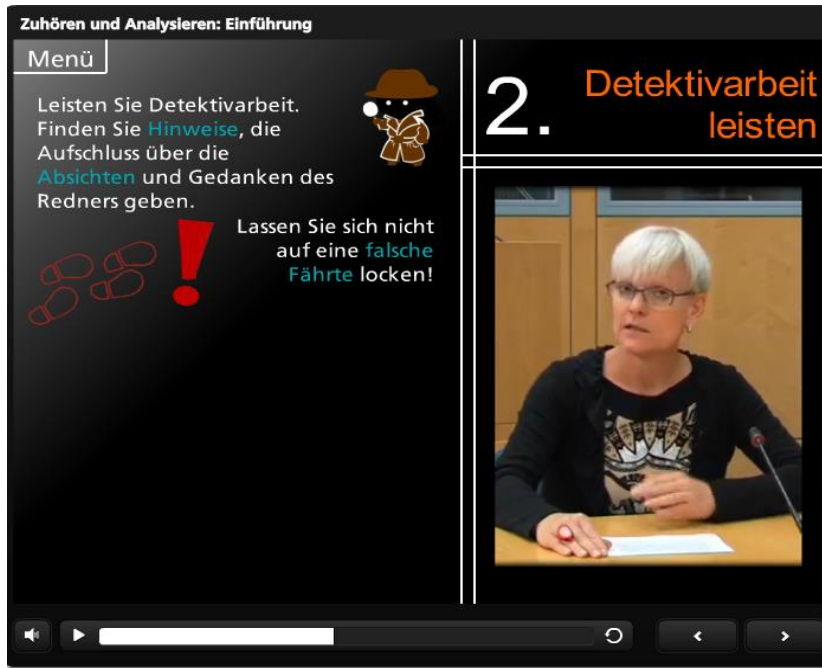 Zuhören und Analysieren: Einführung
Menü
Leisten Sie Detektivarbeit.
Finden Sie Hinweise, die
Aufschluss über die
Absichten und Gedanken des
Redners geben.
Lassen Sie sich nicht
auf eine falsche
Fährte locken!
2.
Detektivarbeit
leisten